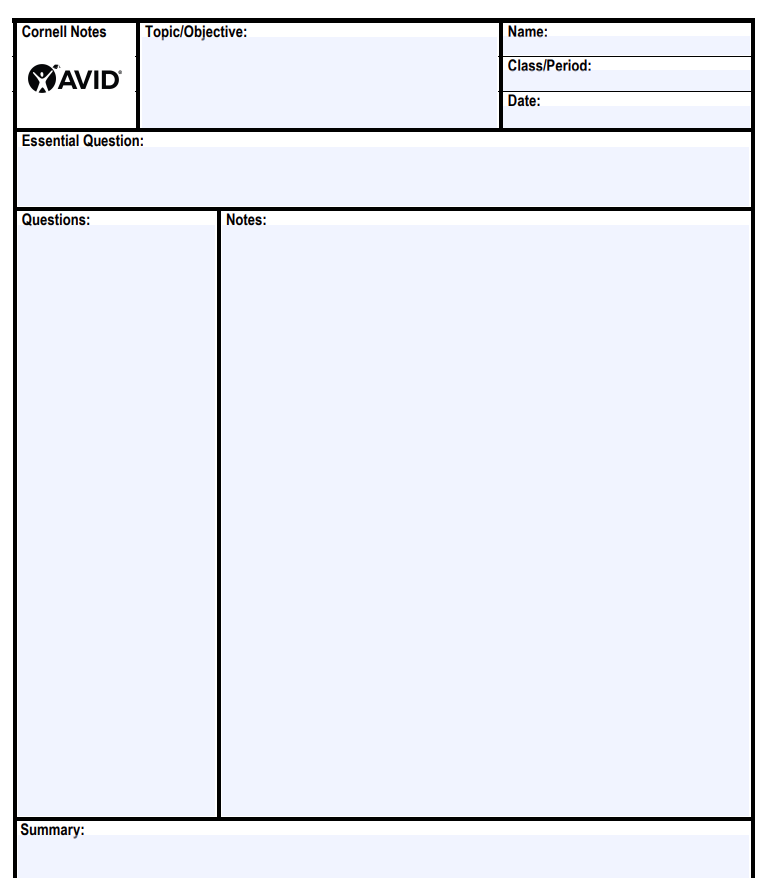 Cornell Notes
AVID®
Topic/Objective:
Name:
Class/Period:
Date:
Essential Question:
Questions:
Notes:
Summary: